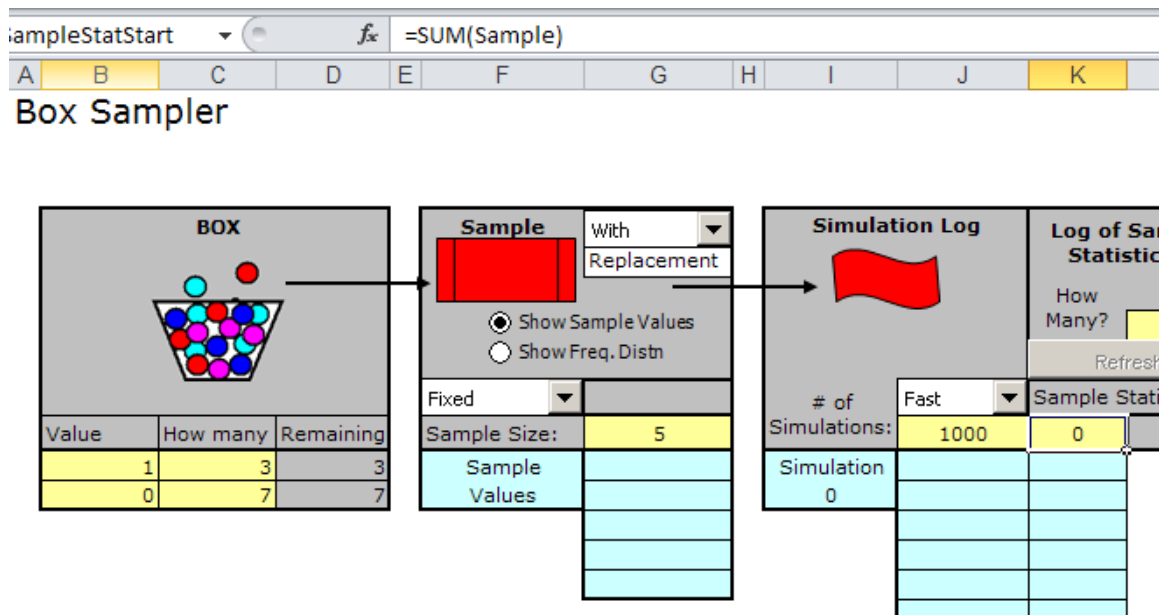 ampleStatStart fx =SUM(Sample)
A B C D E F G H I J K
Box Sampler
BOX
Value How many Remaining
1 3 3
0 7 7
Sample With
Replacement
Show Sample Values
Show Freq. Distn
Fixed
Sample Size: 5
Sample
Values
Simulation Log
# of
Simulations:
Fast
1000
Simulation
0
Log of Sa
Statistic
How
Many?
Refresh
Sample Stati
0